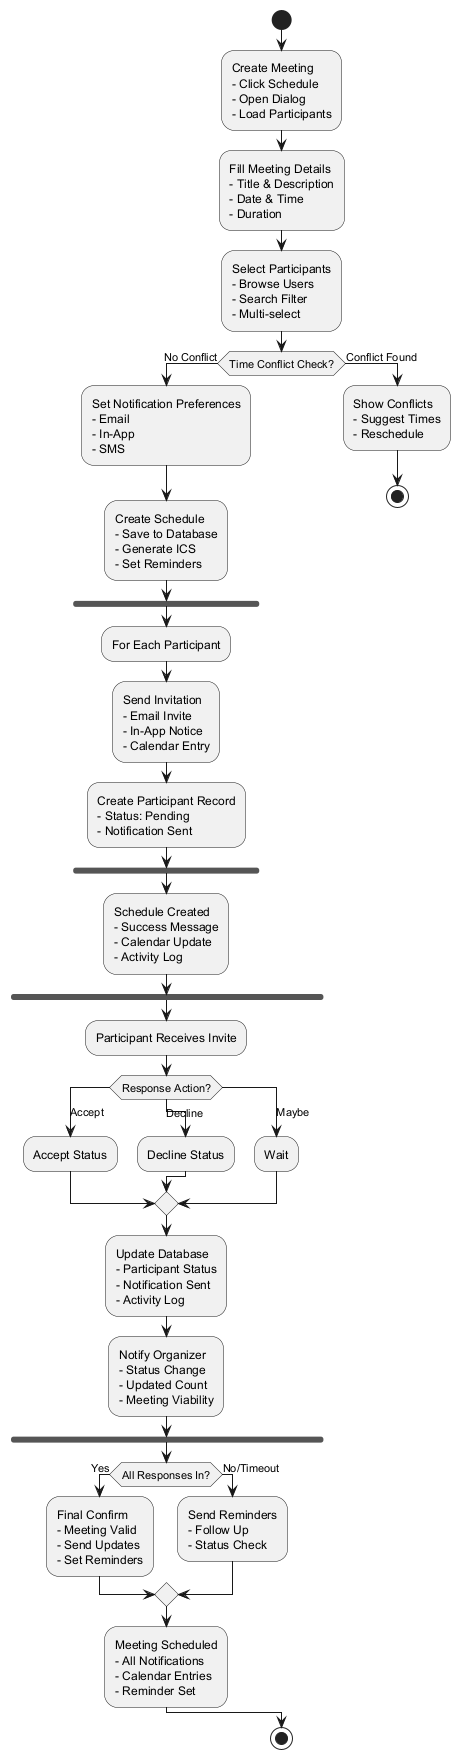 Create Meeting
- Click Schedule
- Open Dialog
- Load Participants
Fill Meeting Details
- Title & Description
- Date & Time
- Duration
Select Participants
- Browse Users
- Search Filter
- Multi-select
No Conflict
Time Conflict Check?
Conflict Found
Set Notification Preferences
- Email
- In-App
- SMS
Show Conflicts
- Suggest Times
- Reschedule
Create Schedule
- Save to Database
- Generate ICS
- Set Reminders
For Each Participant
Send Invitation
- Email Invite
- In-App Notice
- Calendar Entry
Create Participant Record
- Status: Pending
- Notification Sent
Schedule Created
- Success Message
- Calendar Update
- Activity Log
Participant Receives Invite
Response Action?
Accept
Decline
Maybe
Accept Status
Decline Status
Wait
Update Database
- Participant Status
- Notification Sent
- Activity Log
Notify Organizer
- Status Change
- Updated Count
- Meeting Viability
Yes
All Responses In?
No/Timeout
Final Confirm
- Meeting Valid
- Send Updates
- Set Reminders
Send Reminders
- Follow Up
- Status Check
Meeting Scheduled
- All Notifications
- Calendar Entries
- Reminder Set